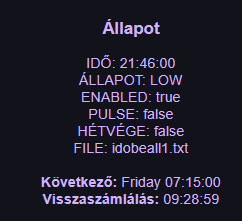 Állapot
IDŐ: 21:46:00
ÁLLAPOT: LOW
ENABLED: true
PULSE: false
HÉTVÉGE: false
FILE: idobeall1.txt
Következő: Friday 07:15:00
Visszaszámlálás: 09:28:59